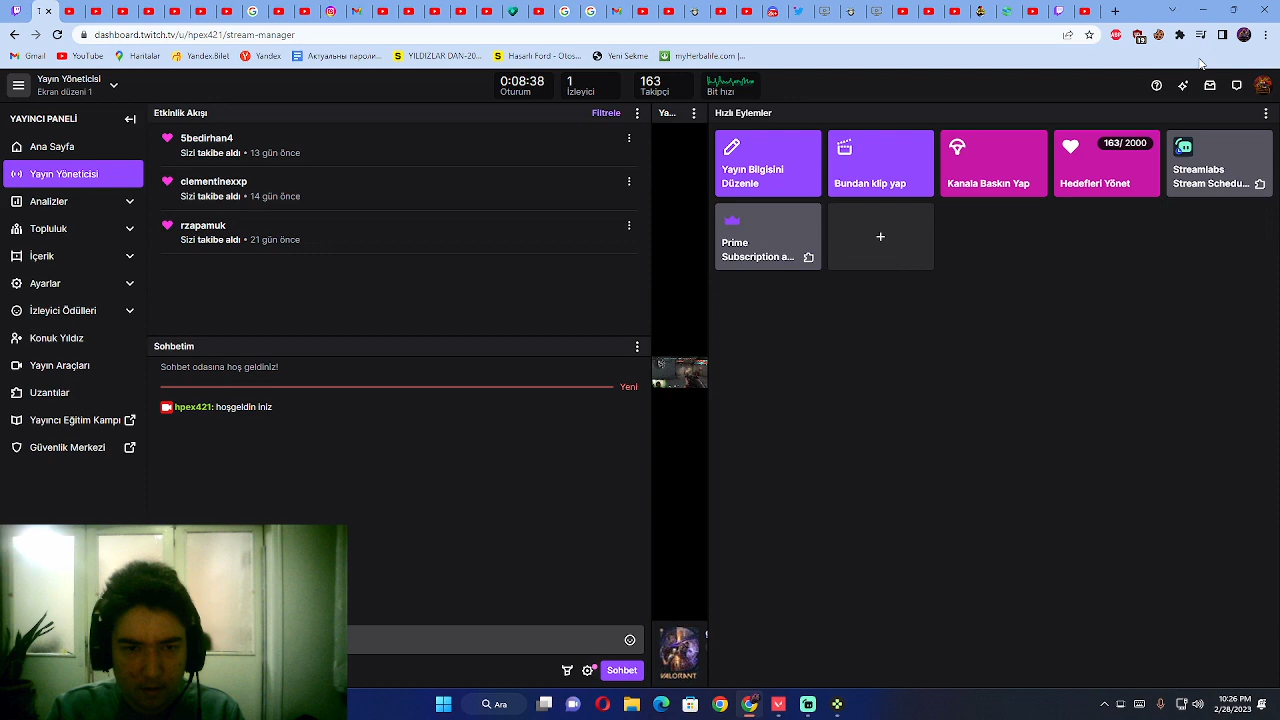 T
dashboard.twitch.tv/u/hpex421/stream-manager
Gmail
YouTube
Haritalar
Yandex.Bilet
Yandex
YILDIZLAR DAN-20...
Hasarlı Ford - Otos...
Yeni Sekme
myHerbalife.com |...
Yayın Yöneticisi
Ekran düzeni 1
0:08:38
Oturum
1
İzleyici
163
Takipçi
Bit hızı
YAYINCI PANELİ
Ana Sayfa
Yayın Yöneticisi
Analizler
Topluluk
İçerik
Ayarlar
İzleyici Ödülleri
Konuk Yıldız
Yayın Araçları
Uzantılar
Yayıncı Eğitim Kampı
Güvenlik Merkezi
Etkinlik Akışı
Filtrele
5bedirhan4
Sizi takibe aldı • 13 gün önce
clementinexxp
Sizi takibe aldı • 14 gün önce
rzapamuk
Sizi takibe aldı • 21 gün önce
Sohbetim
Sohbet odasına hoş geldiniz!
Yeni
hpex421: hoşgeldin iniz
Sohbet
Ya...
VALORANT
Hızlı Eylemler
Yayın Bilgisini
Düzenle
Bundan klip yap
Kanala Baskın Yap
163/ 2000
Hedefleri Yönet
Streamlabs
Stream Schedu...
Prime
Subscription a...
+
Ara
10:26 PM
2/28/2023